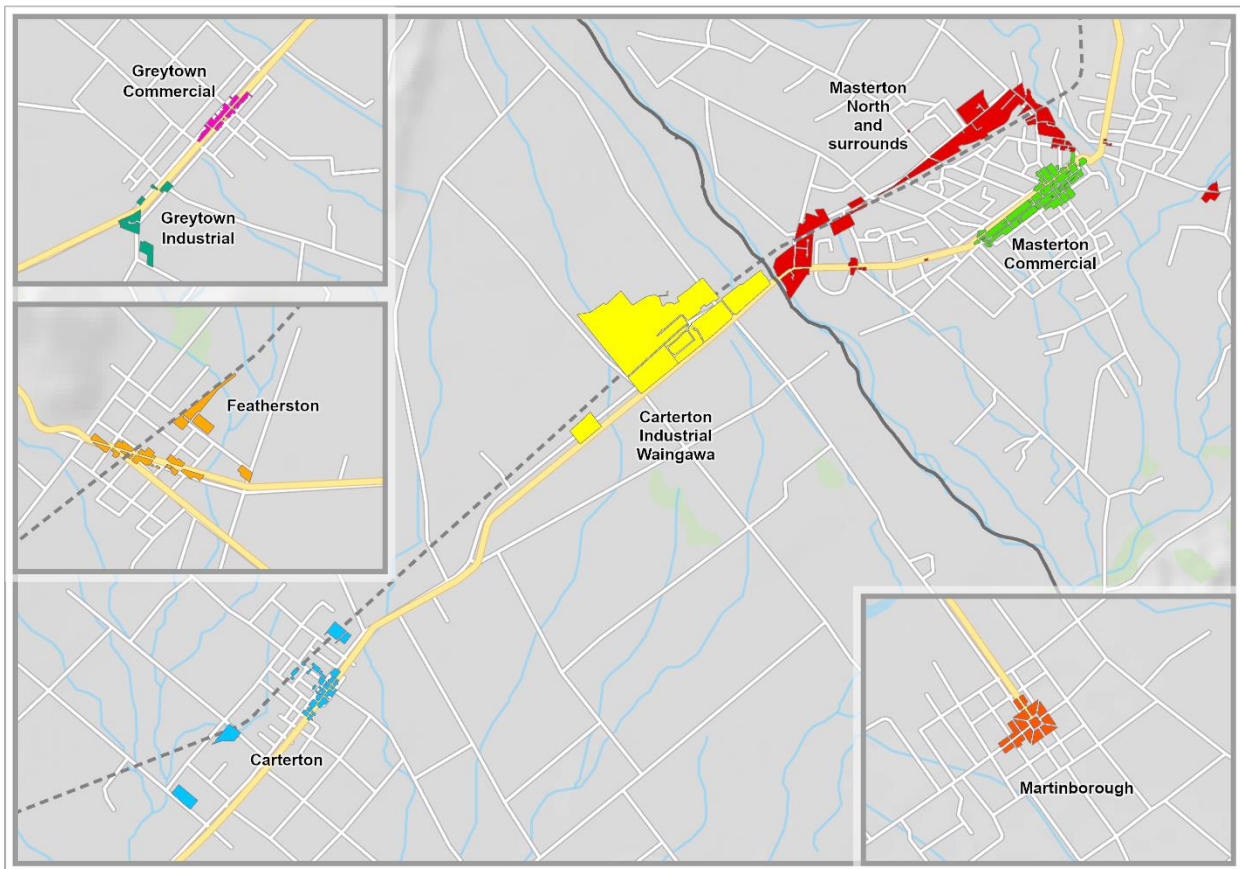 Greytown
Commercial
Greytown
Industrial
Featherston
Masterton
North
and
surrounds
Masterton
Commercial
Carterton
Industrial
Waingawa
Carterton
Martinborough